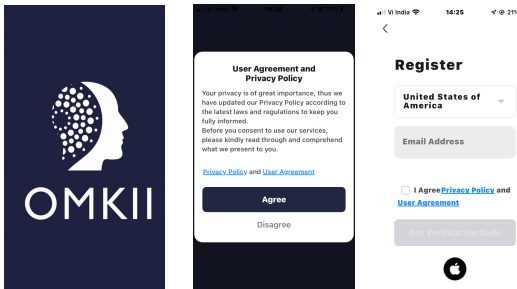 OMKII
User Agreement and
Privacy Policy
Your privacy is of great importance, thus we
have updated our Privacy Policy according to
the latest laws and regulations to keep you
fully informed.
Before you consent to use our services,
please kindly read through and comprehend
what we present to you.
Privacy Policy and User Agreement
Agree
Disagree
Vi India 14:25 21%
Register
United States of
America
Email Address
I Agree Privacy Policy and
User Agreement
Get Verification Code